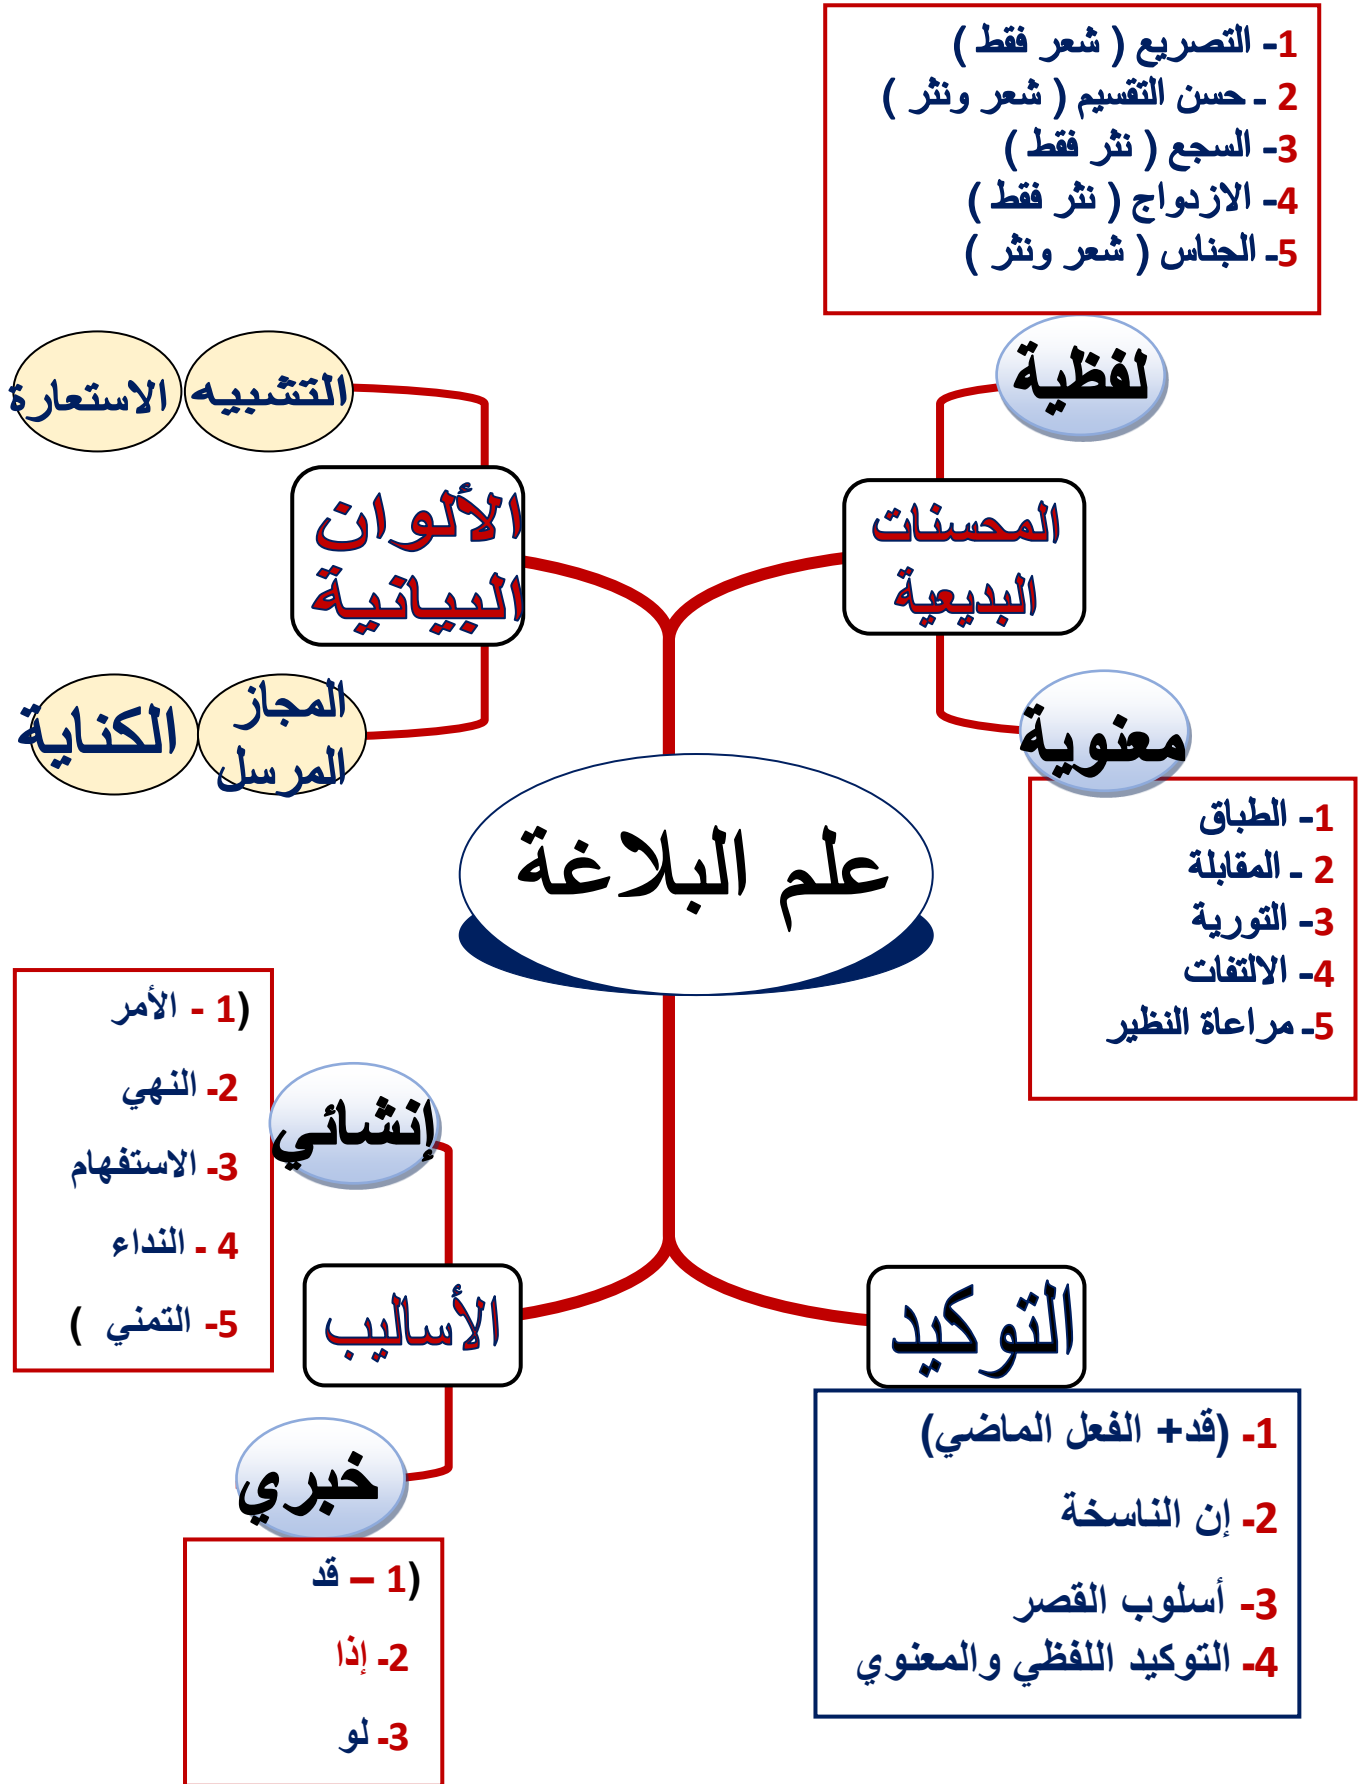 1- التصريع ( شعر فقط )
2 - حسن التقسيم ( شعر ونثر )
3- السجع ( نثر فقط )
4- الازدواج ( نثر فقط )
5- الجناس ( شعر ونثر )
لفظية
المحسنات
البديعية
معنوية
1- الطباق
2 - المقابلة
3- التورية
4- الالتفات
5- مراعاة النظير
التشبيه
الاستعارة
الألوان
البيانية
المجاز
المرسل
الكناية
علم البلاغة
التوكيد
1- (قد+ الفعل الماضي)
2- إن الناسخة
3- أسلوب القصر
4- التوكيد اللفظي والمعنوي
إنشائي
(1 - الأمر
2- النهي
3- الاستفهام
4 - النداء
5- التمني )
الأساليب
خبري
(1 – قد
2- إذا
3- لو